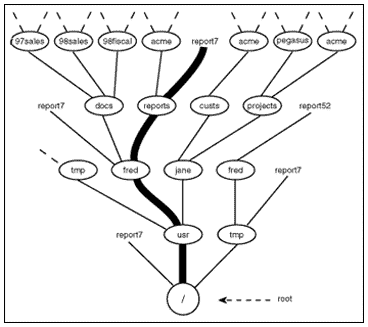 97sales 98sales 98fiscal acme report7 acme pegasus acme
docs reports custs projects
report7 report52
tmp fred jane fred report7
report7 usr tmp
/ root